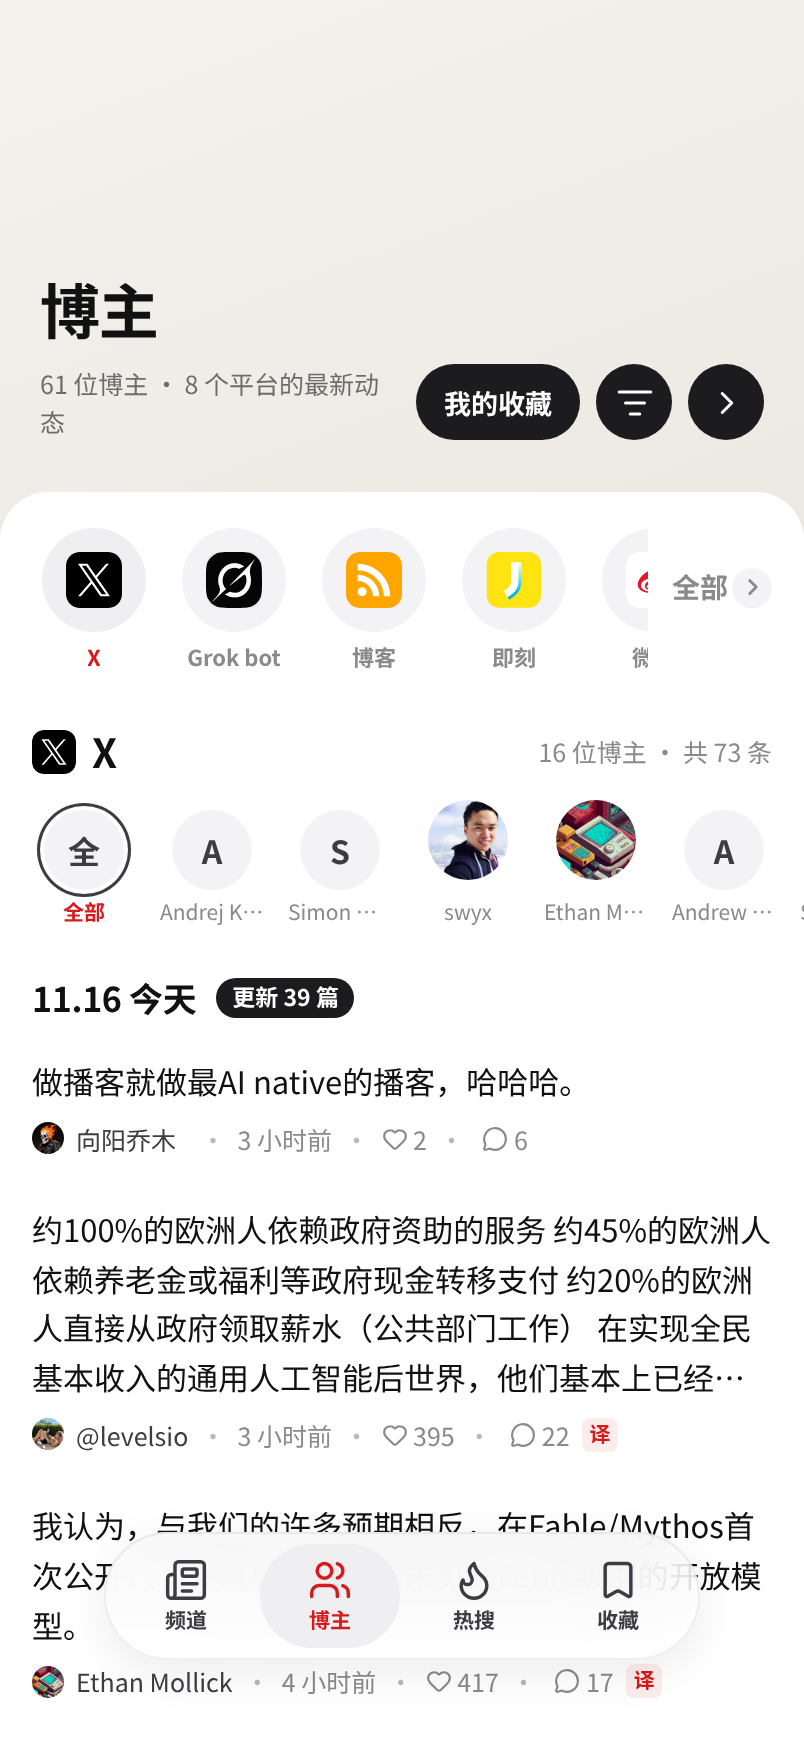 博主
61 位博主 • 8 个平台的最新动
态
我的收藏
X
Grok bot
博客
即刻
微
全部
X
16 位博主 • 共 73 条
全
A
S
A
全部
Andrej K···
Simon ···
swyx
Ethan M···
Andrew ···
11.16 今天
更新 39 篇
做播客就做最AI native的播客，哈哈哈。
向阳乔木 • 3 小时前 • 2 • 6
约100%的欧洲人依赖政府资助的服务 约45%的欧洲人
依赖养老金或福利等政府现金转移支付 约20%的欧洲
人直接从政府领取薪水（公共部门工作） 在实现全民
基本收入的通用人工智能后世界，他们基本上已经···
@levelsio • 3 小时前 • 395 • 22 译
我认为，与我们的许多预期相反，在Fable/Mythos首
次公开
的开放模
型。
Ethan Mollick • 4 小时前 • 417 • 17 译
频道
博主
热搜
收藏